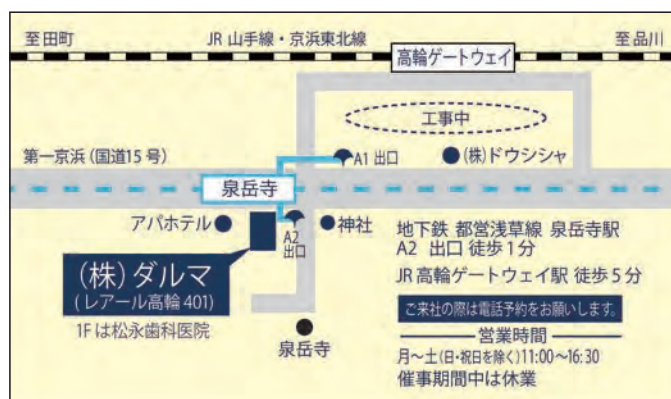 至田町
JR 山手線・京浜東北線
至品川
高輪ゲートウェイ
工事中
第一京浜(国道15号)
A1 出口
(株)ドウシシャ
泉岳寺
アパホテル
A2
出口
神社
地下鉄 都営浅草線 泉岳寺駅
A2 出口 徒歩1分
JR高輪ゲートウェイ駅 徒歩5分
(株)ダルマ
(レアール高輪401)
1Fは松永歯科医院
泉岳寺
ご来社の際は電話予約をお願いします。
営業時間
月〜土(日・祝日を除く)11:00〜16:30
催事期間中は休業